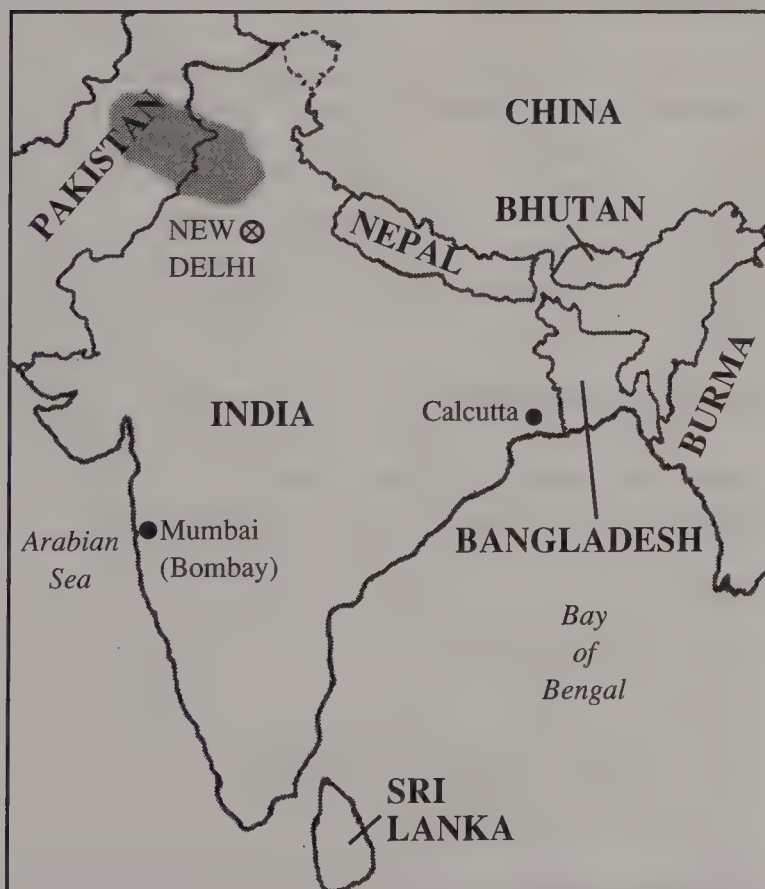 CHINA
PAKISTAN
BHUTAN
NEW
DELHI
NEPAL
INDIA
Calcutta
BURMA
Arabian
Sea
Mumbai
(Bombay)
BANGLADESH
Bay
of
Bengal
SRI
LANKA